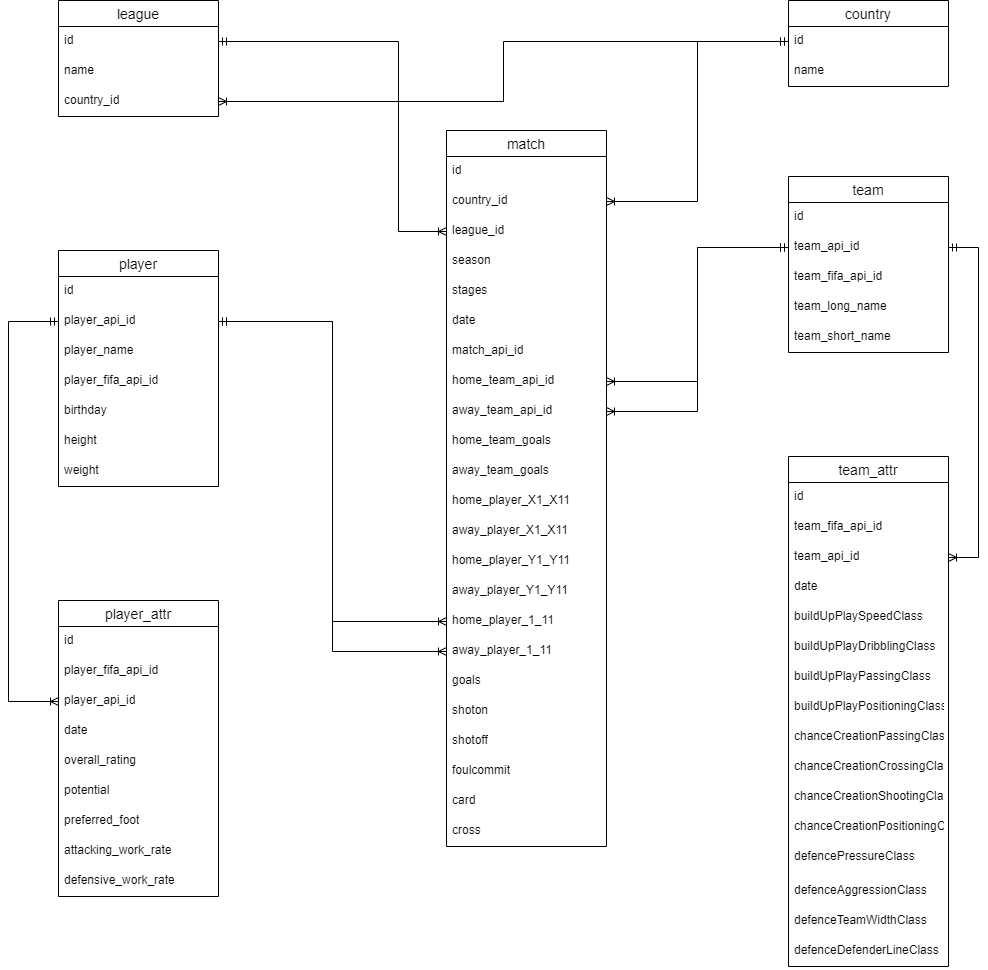 league
id
name
country_id
country
id
name
match
id
country_id
league_id
season
stages
date
match_api_id
home_team_api_id
away_team_api_id
home_team_goals
away_team_goals
home_player_X1_X11
away_player_X1_X11
home_player_Y1_Y11
away_player_Y1_Y11
home_player_1_11
away_player_1_11
goals
shoton
shotoff
foulcommit
card
cross
team
id
team_api_id
team_fifa_api_id
team_long_name
team_short_name
player
id
player_api_id
player_name
player_fifa_api_id
birthday
height
weight
player_attr
id
player_fifa_api_id
player_api_id
date
overall_rating
potential
preferred_foot
attacking_work_rate
defensive_work_rate
team_attr
id
team_fifa_api_id
team_api_id
date
buildUpPlaySpeedClass
buildUpPlayDribblingClass
buildUpPlayPassingClass
buildUpPlayPositioningClass
chanceCreationPassingClas
chanceCreationCrossingCla
chanceCreationShootingCla
chanceCreationPositioningC
defencePressureClass
defenceAggressionClass
defenceTeamWidthClass
defenceDefenderLineClass